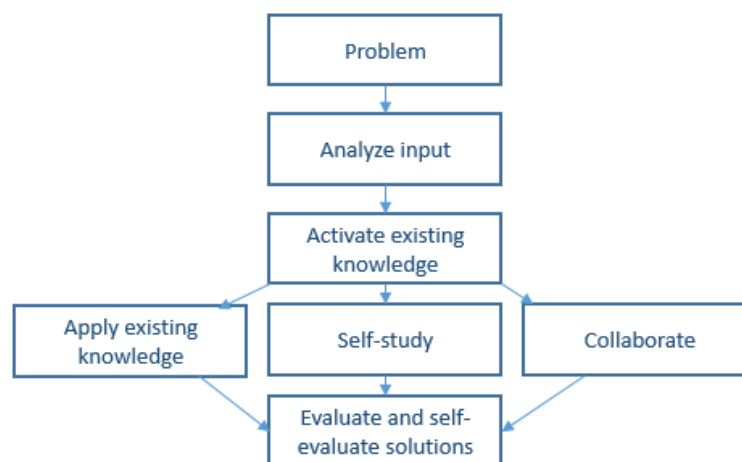 Problem
Analyze input
Activate existing
knowledge
Apply existing
knowledge
Self-study
Collaborate
Evaluate and self-
evaluate solutions